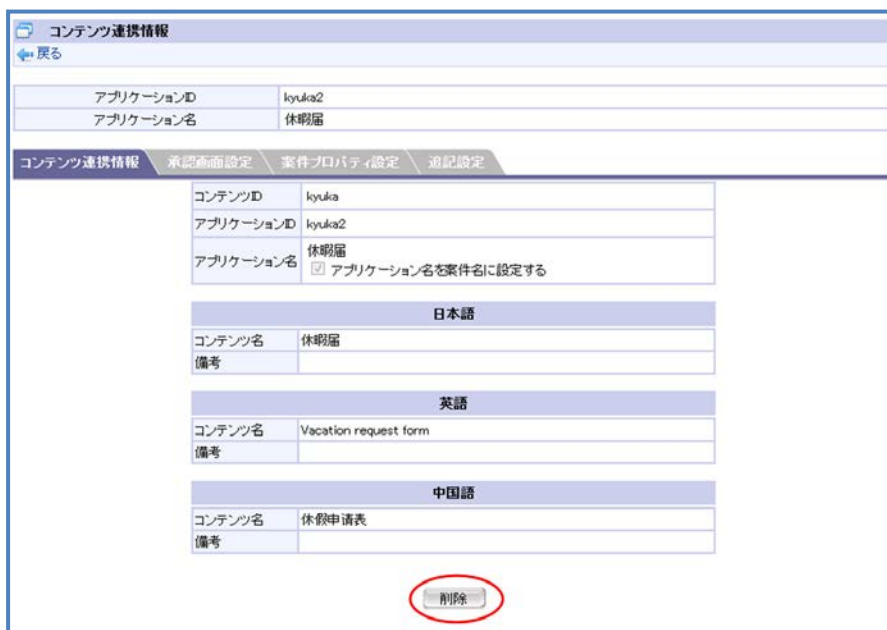 コンテンツ連携情報
戻る
アプリケーションID kyuka2
アプリケーション名 休暇届
コンテンツ連携情報 承認画面設定 案件プロパティ設定 追記設定
コンテンツID kyuka
アプリケーションID kyuka2
アプリケーション名 休暇届
アプリケーション名を案件名に設定する
日本語
コンテンツ名 休暇届
備考
英語
コンテンツ名 Vacation request form
備考
中国語
コンテンツ名 休假申请表
備考
削除